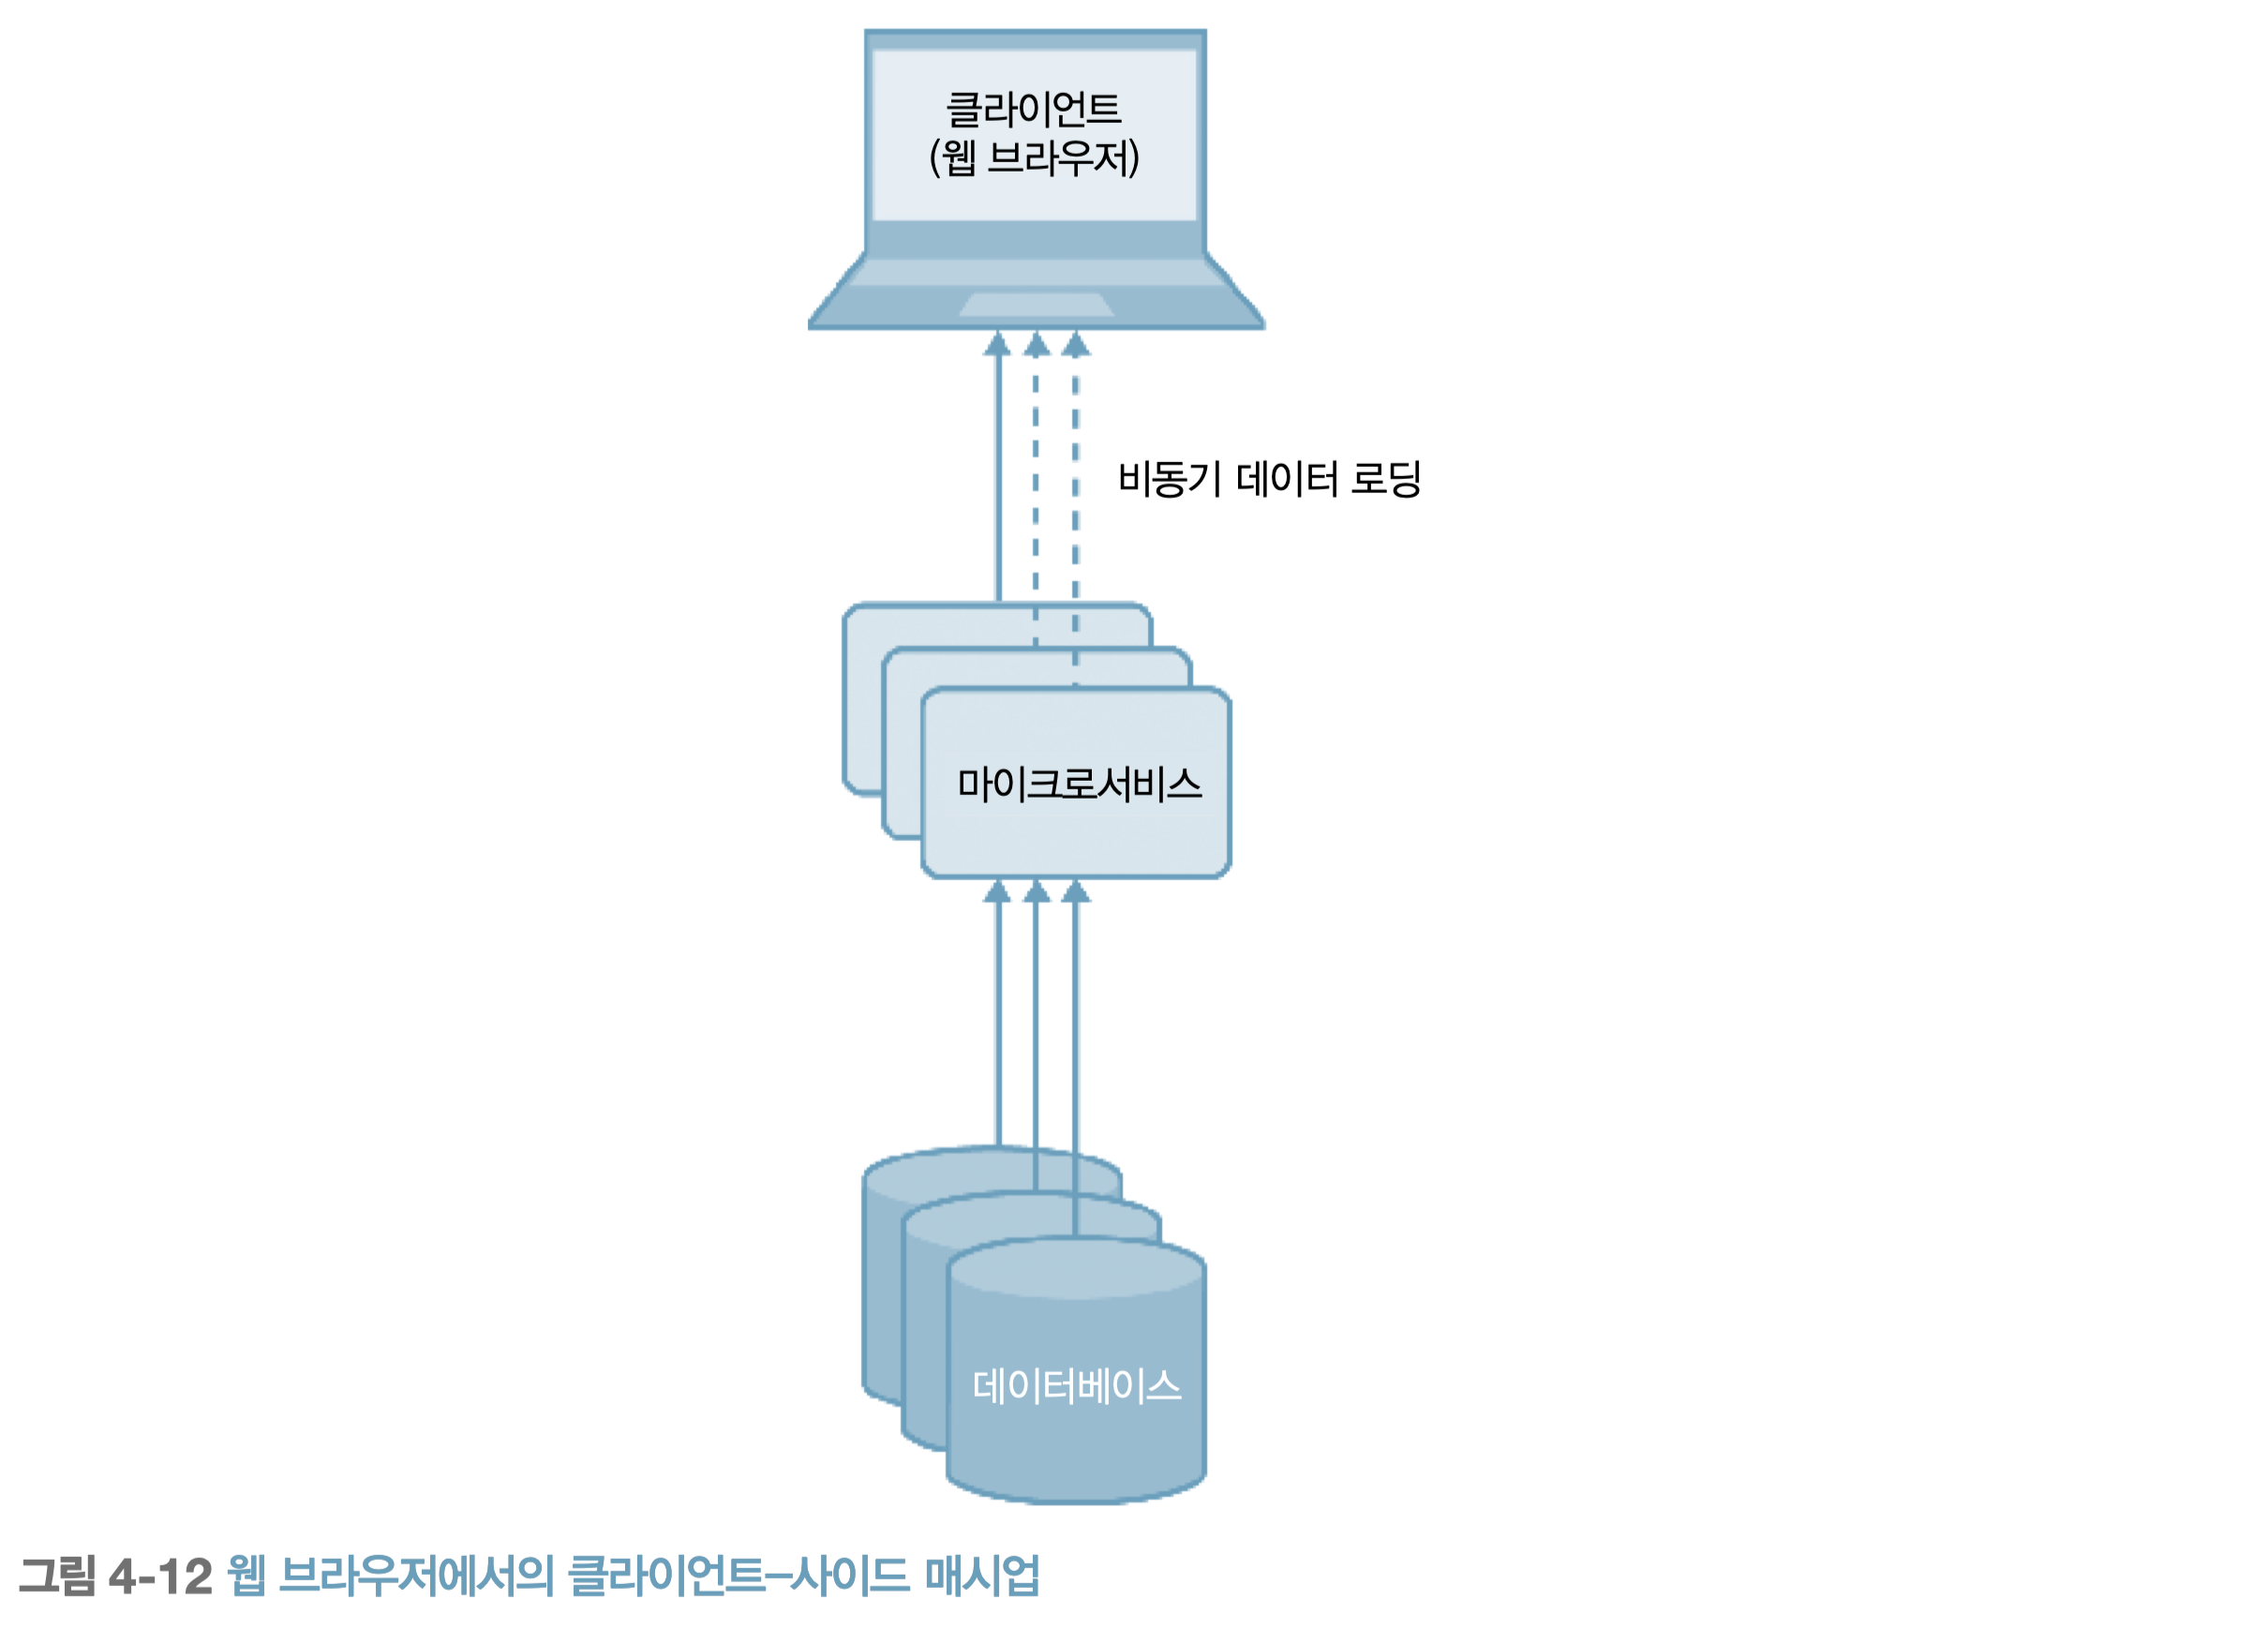 클라이언트
(웹 브라우저)
비동기 데이터 로딩
마이크로서비스
데이터베이스
그림 4-12 웹 브라우제에서의 클라이언트-사이드 매시업